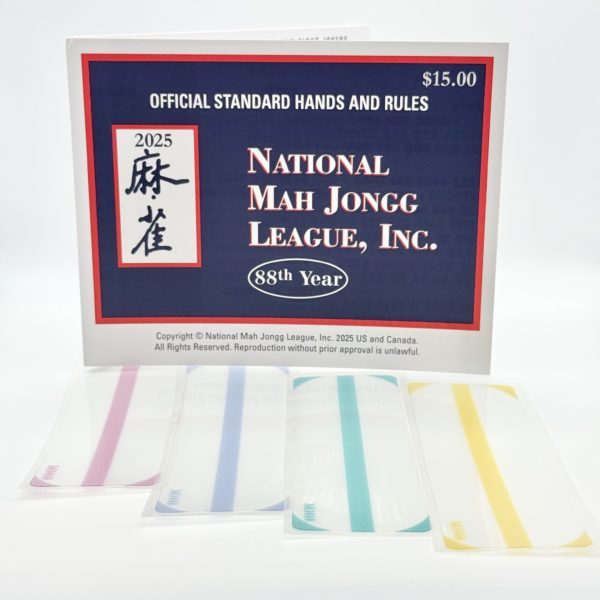 $15.00
OFFICIAL STANDARD HANDS AND RULES
2025
麻
雀
NATIONAL
MAH JONGG
LEAGUE, INC.
88th Year
Copyright © National Mah Jongg League, Inc. 2025 US and Canada.
All Rights Reserved. Reproduction without prior approval is unlawful.